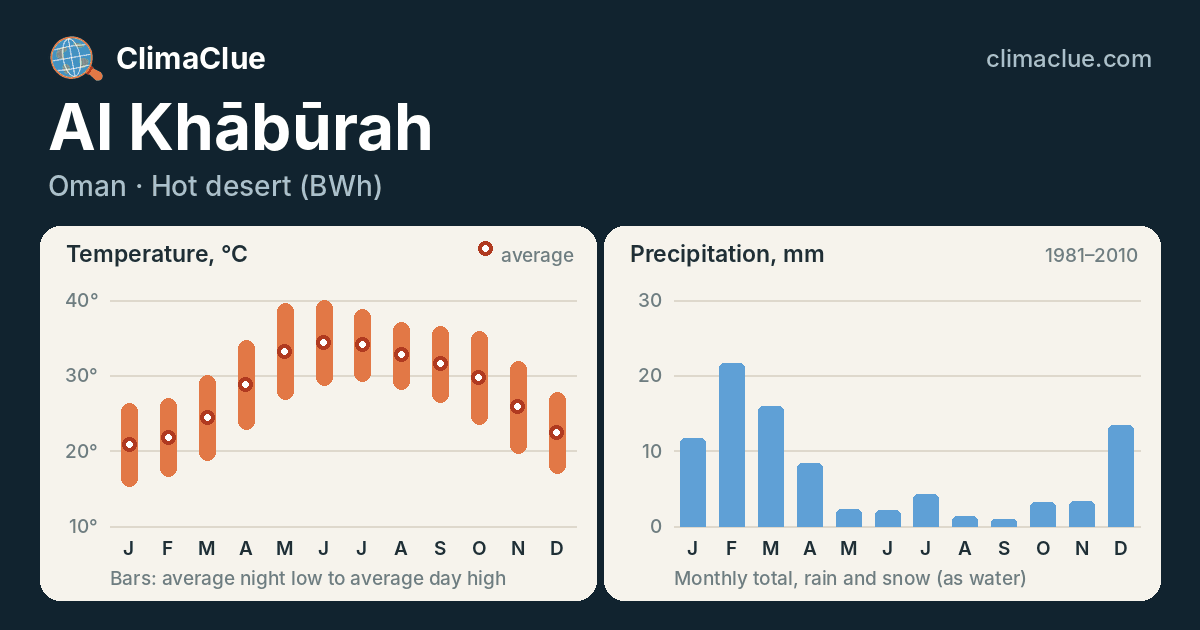 ClimaClue
climaclue.com
Al Khābūrah
Oman · Hot desert (BWh)
Temperature, °C
average
40°
30°
20°
10°
J F M A M J J A S O N D
Bars: average night low to average day high
Precipitation, mm
1981–2010
30
20
10
0
J F M A M J J A S O N D
Monthly total, rain and snow (as water)